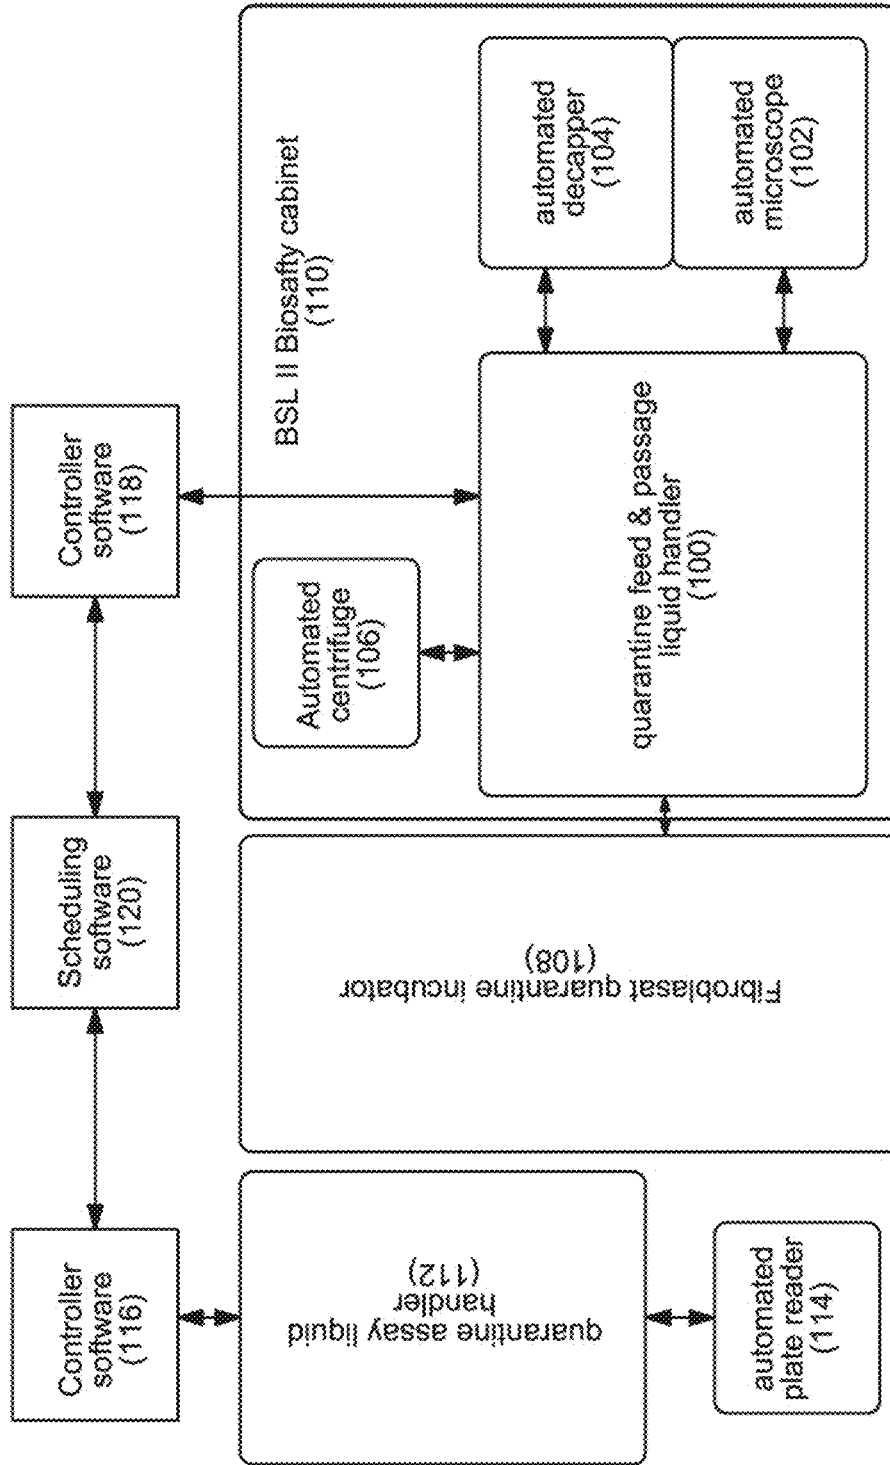 Controller
software
(116)
Scheduling
software
(120)
Controller
software
(118)
quarantine assay liquid
handler
(112)
automated
plate reader
(114)
Fibroblasat quarantine incubator
(108)
BSL II Biosafty cabinet
(110)
Automated
centrifuge
(106)
quarantine feed & passage
liquid handler
(100)
automated
decapper
(104)
automated
microscope
(102)